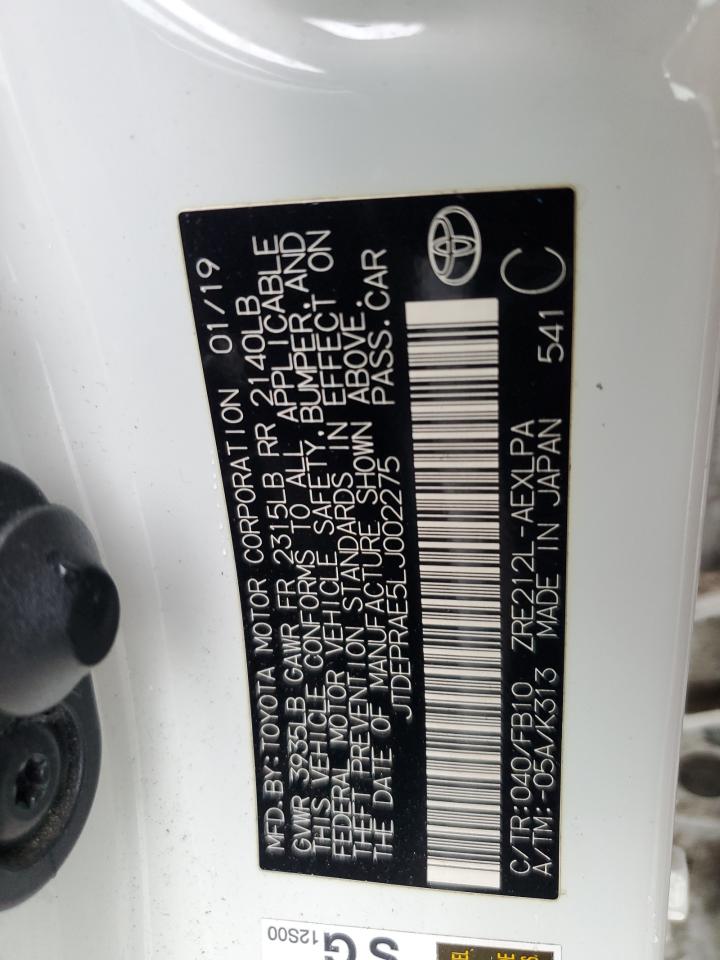 MFD.BY:TOYOTA MOTOR CORPORATION 01/19
GVWR 3935LB GAWR FR 2315LB RR 2140LB
THIS VEHICLE CONFORMS TO ALL APPLICABLE
FEDERAL MOTOR VEHICLE SAFETY,BUMPER,AND
THEFT PREVENTION STANDARDS IN EFFECT ON
THE DATE OF MANUFACTURE SHOWN ABOVE.
JTDEPRAE5LJ002275 PASS.CAR
C/TR:040/FB10 ZRE212L-AEXLPA 541 C
A/TM:-05A/K313 MADE IN JAPAN
SG
12S00